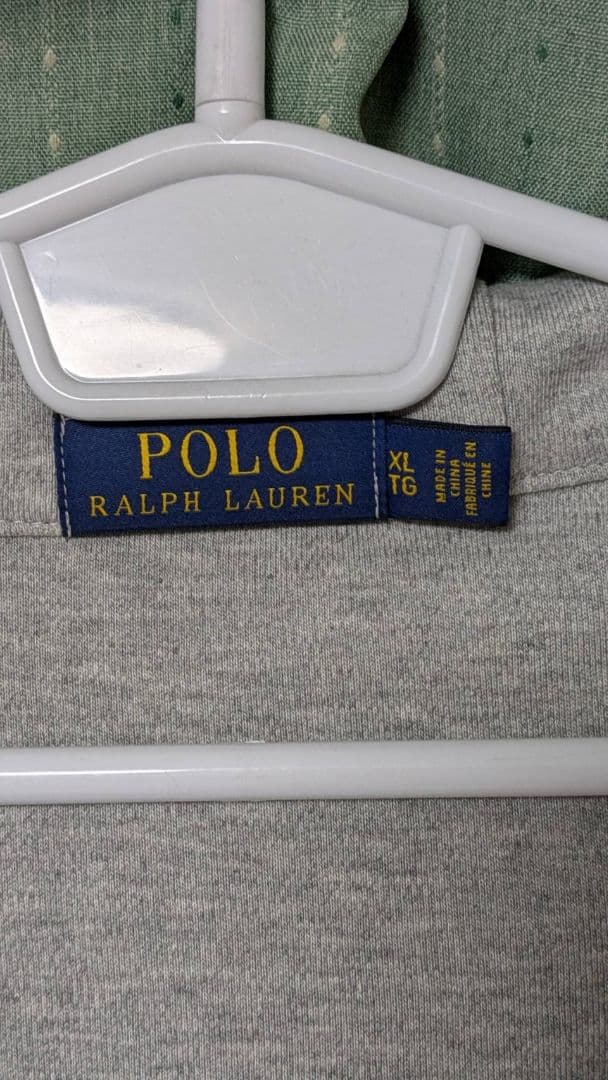 POLO
RALPH LAUREN
XL
TG
MADE IN
CHINA
FABRIQUÉ EN
CHINE